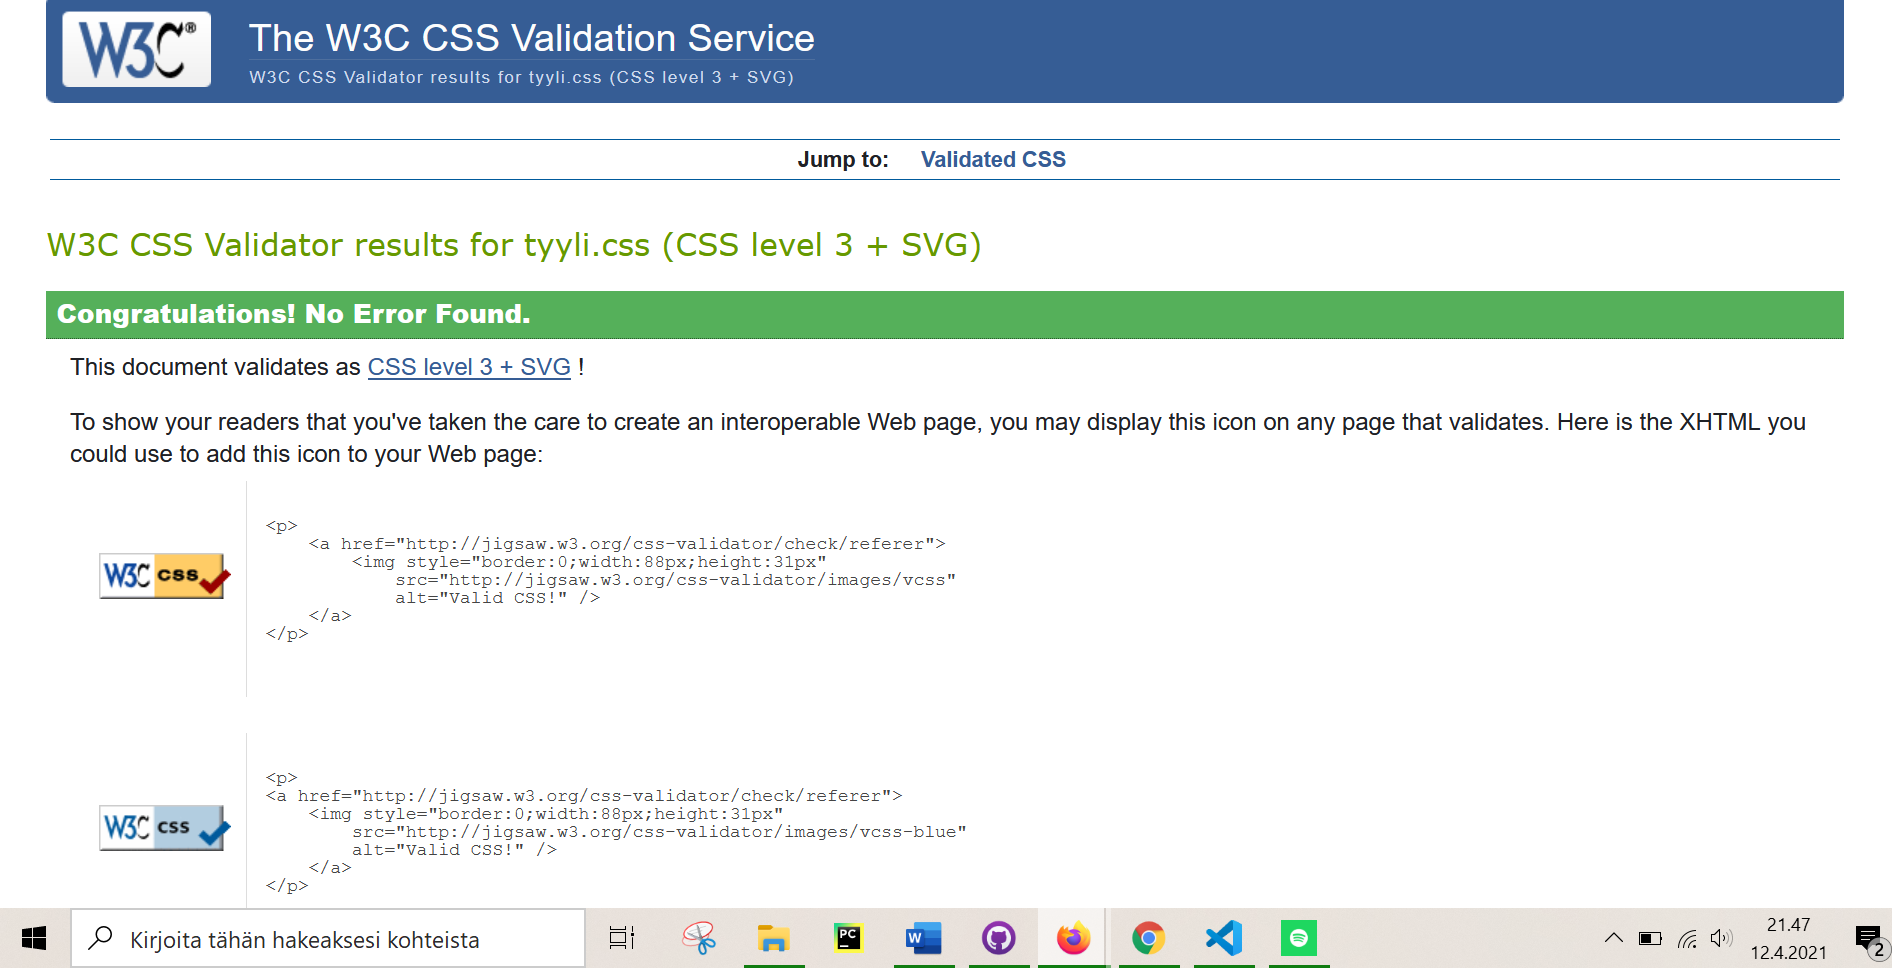 W3C®
The W3C CSS Validation Service
W3C CSS Validator results for tyyli.css (CSS level 3 + SVG)
Jump to: Validated CSS
W3C CSS Validator results for tyyli.css (CSS level 3 + SVG)
Congratulations! No Error Found.
This document validates as CSS level 3 + SVG !
To show your readers that you've taken the care to create an interoperable Web page, you may display this icon on any page that validates. Here is the XHTML you
could use to add this icon to your Web page:
W3C css
<p>
<a href="http://jigsaw.w3.org/css-validator/check/referer">
<img style="border:0;width:88px;height:31px"
src="http://jigsaw.w3.org/css-validator/images/vcss"
alt="Valid CSS!" />
</a>
</p>
W3C css
<p>
<a href="http://jigsaw.w3.org/css-validator/check/referer">
<img style="border:0;width:88px;height:31px"
src="http://jigsaw.w3.org/css-validator/images/vcss-blue"
alt="Valid CSS!" />
</a>
</p>
Kirjoita tähän hakeaksesi kohteista
PC
W
21.47
12.4.2021
2